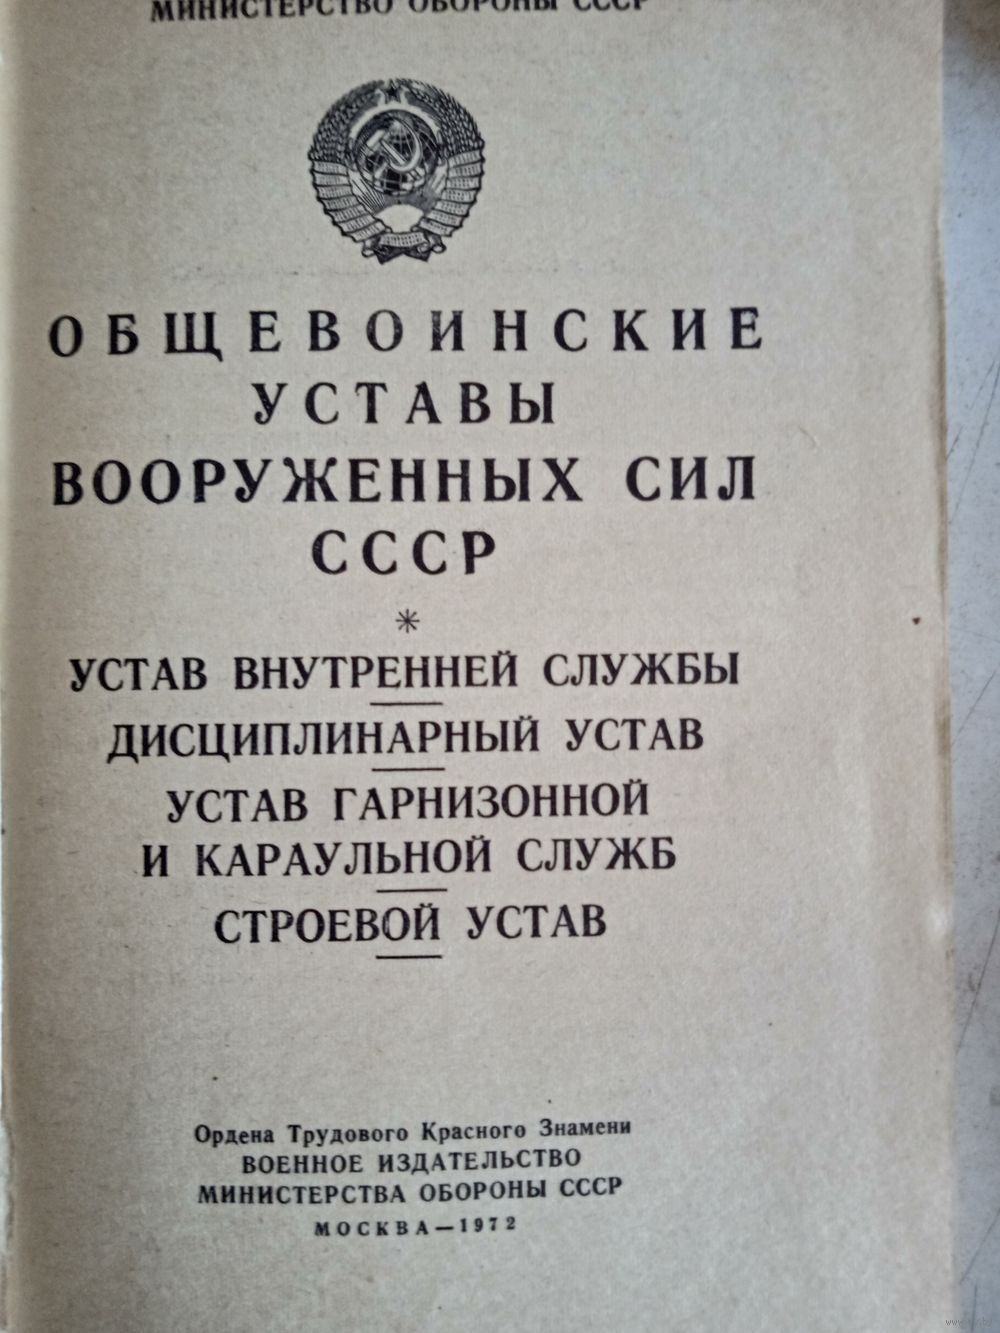 МИНИСТЕРСТВО ОБОРОНЫ СССР
ОБЩЕВОИНСКИЕ
УСТАВЫ
ВООРУЖЕННЫХ СИЛ
СССР
*
УСТАВ ВНУТРЕННЕЙ СЛУЖБЫ
ДИСЦИПЛИНАРНЫЙ УСТАВ
УСТАВ ГАРНИЗОННОЙ
И КАРАУЛЬНОЙ СЛУЖБ
СТРОЕВОЙ УСТАВ
Ордена Трудового Красного Знамени
ВОЕННОЕ ИЗДАТЕЛЬСТВО
МИНИСТЕРСТВА ОБОРОНЫ СССР
МОСКВА—1972